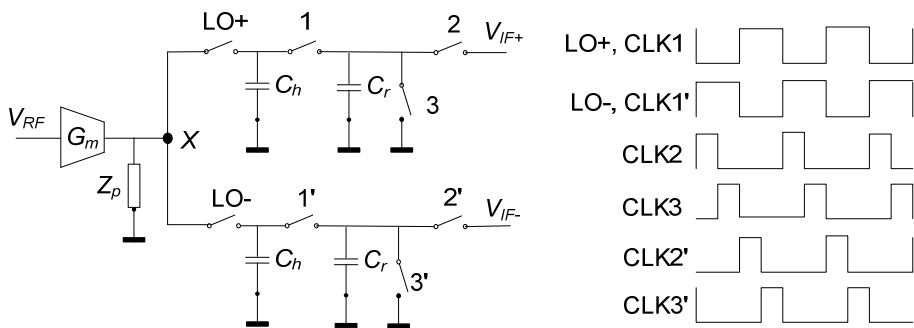 LO+ 1 2 V_IF+
C_h C_r 3
V_RF G_m X
Z_p
LO- 1' 2' V_IF-
C_h C_r 3'
LO+, CLK1
LO-, CLK1'
CLK2
CLK3
CLK2'
CLK3'